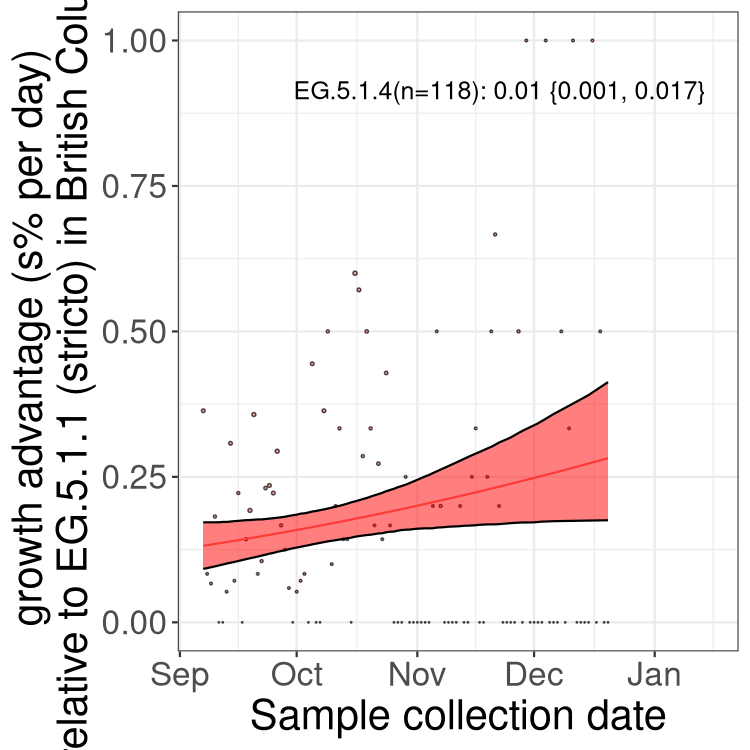 growth advantage (s% per day)
relative to EG.5.1.1 (stricto) in British
1.00
0.75
0.50
0.25
0.00
EG.5.1.4(n=118): 0.01 {0.001, 0.017}
Sep Oct Nov Dec Jan
Sample collection date